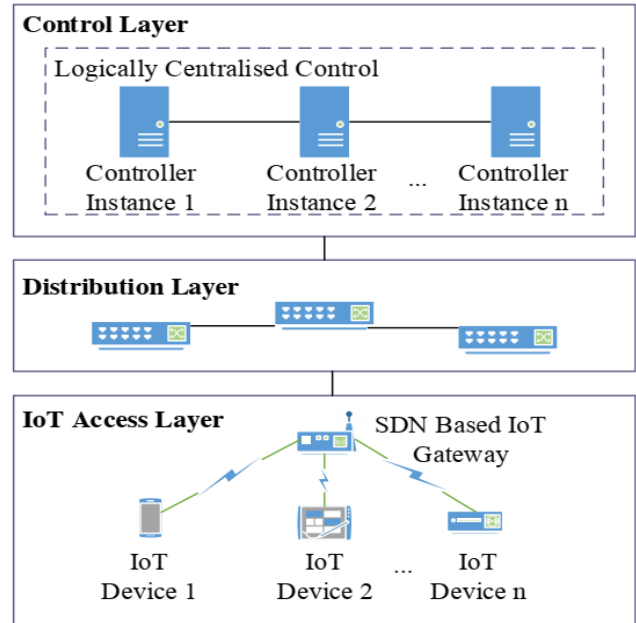 Control Layer
Logically Centralised Control
Controller Instance 1
Controller Instance 2
...
Controller Instance n
Distribution Layer
IoT Access Layer
SDN Based IoT
Gateway
IoT
Device 1
IoT
Device 2
...
IoT
Device n